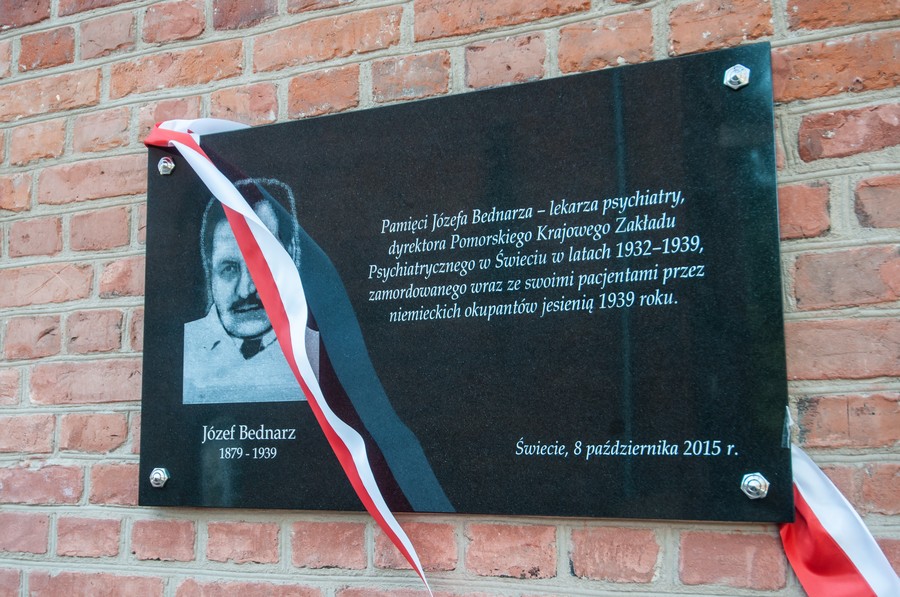 Pamięci Józefa Bednarza – lekarza psychiatry,
dyrektora Pomorskiego Krajowego Zakładu
Psychiatrycznego w Świeciu w latach 1932–1939,
zamordowanego wraz ze swoimi pacjentami przez
niemieckich okupantów jesienią 1939 roku.
Józef Bednarz
1879 - 1939
Świecie, 8 października 2015 r.